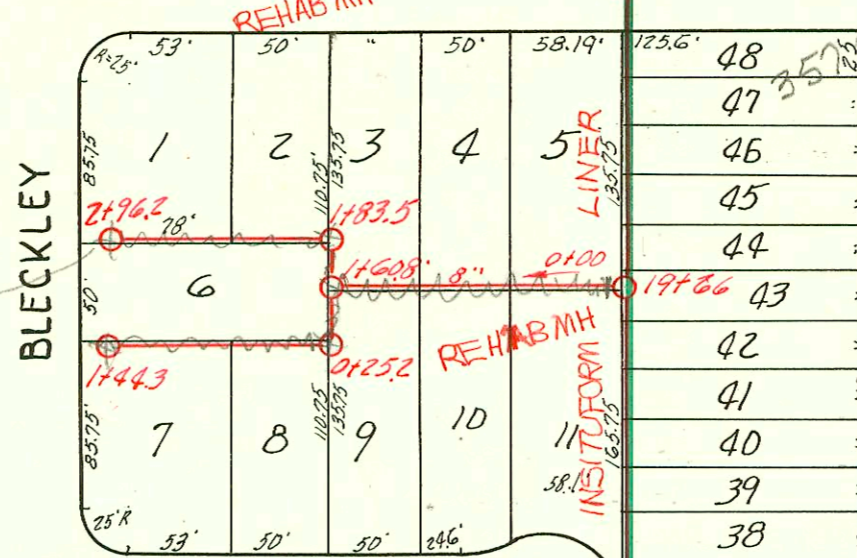 REHAB MH
53' 50' " 50' 58.19' 125.6' 48 25
R=25' 357
47
1 2 3 4 5 46
85.75 110.75' 135.75 LINER 135.75 45
BLECKLEY
2+96.2 78' 1+83.5 44
50' 6 1+60.8' 8" 0+00 19+66 43
REHAB MH 42
1+44.3 0+25.2 41
85.75' 7 8 110.75 135.75 9 10 11 INSITUFORM 165.75 40
58.1 39
25'R 53' 50' 50' 24.6' 38